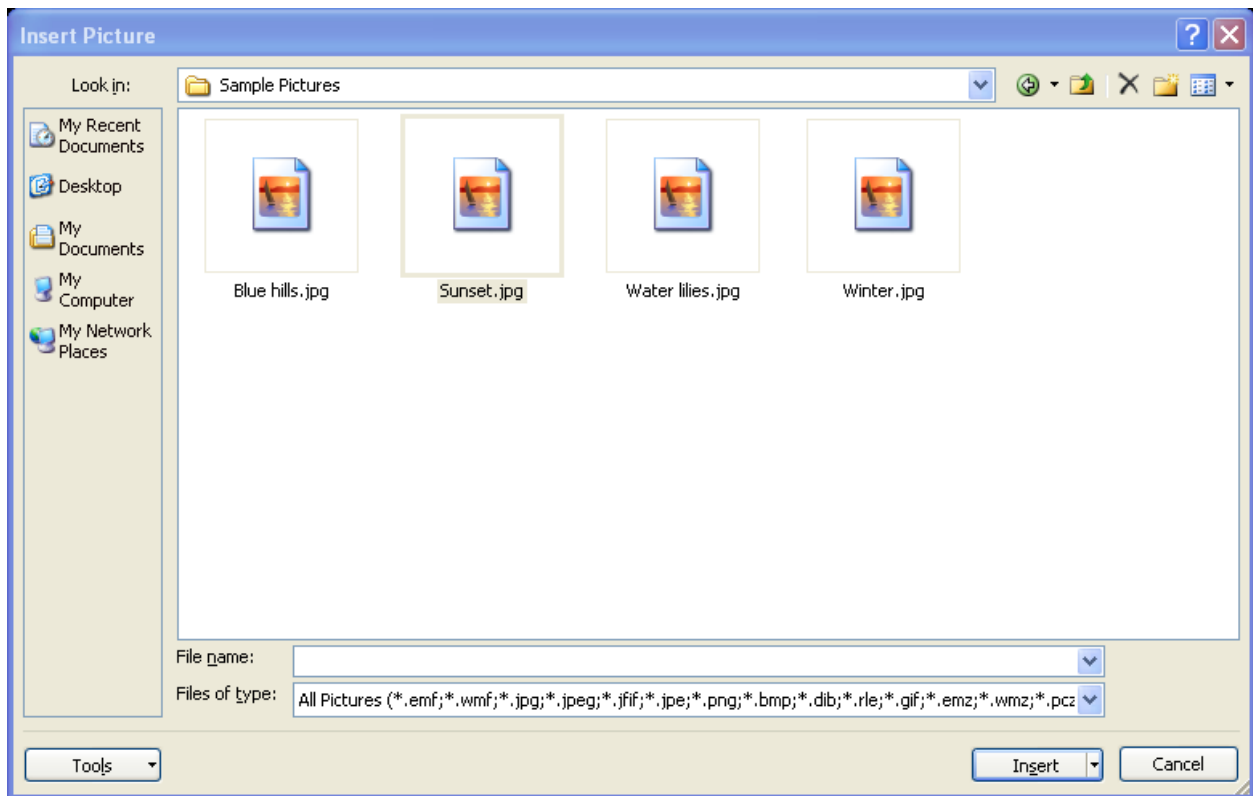 Insert Picture
?
Look in:
Sample Pictures
My Recent
Documents
Desktop
My
Documents
My
Computer
My Network
Places
Blue hills.jpg
Sunset.jpg
Water lilies.jpg
Winter.jpg
File name:
Files of type:
All Pictures (*.emf;*.wmf;*.jpg;*.jpeg;*.jfif;*.jpe;*.png;*.bmp;*.dib;*.rle;*.gif;*.emz;*.wmz;*.pcz
Tools
Insert
Cancel